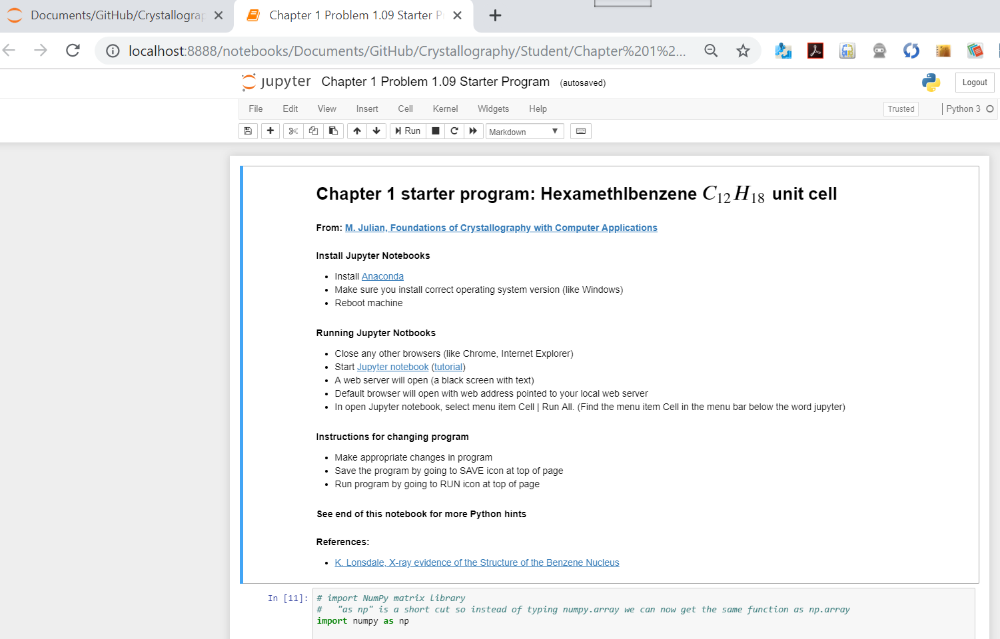 Documents/GitHub/Crystallograp
Chapter 1 Problem 1.09 Starter P
localhost:8888/notebooks/Documents/GitHub/Crystallography/Student/Chapter%201%2...
jupyter Chapter 1 Problem 1.09 Starter Program (autosaved)
Logout
File Edit View Insert Cell Kernel Widgets Help
Trusted
Python 3
Run
Markdown
Chapter 1 starter program: Hexamethlbenzene C12H18 unit cell
From: M. Julian, Foundations of Crystallography with Computer Applications
Install Jupyter Notebooks
• Install Anaconda
• Make sure you install correct operating system version (like Windows)
• Reboot machine
Running Jupyter Notbooks
• Close any other browsers (like Chrome, Internet Explorer)
• Start Jupyter notebook (tutorial)
• A web server will open (a black screen with text)
• Default browser will open with web address pointed to your local web server
• In open Jupyter notebook, select menu item Cell | Run All. (Find the menu item Cell in the menu bar below the word jupyter)
Instructions for changing program
• Make appropriate changes in program
• Save the program by going to SAVE icon at top of page
• Run program by going to RUN icon at top of page
See end of this notebook for more Python hints
References:
• K. Lonsdale, X-ray evidence of the Structure of the Benzene Nucleus
In [11]: # import NumPy matrix library
#   "as np" is a short cut so instead of typing numpy.array we can now get the same function as np.array
import numpy as np